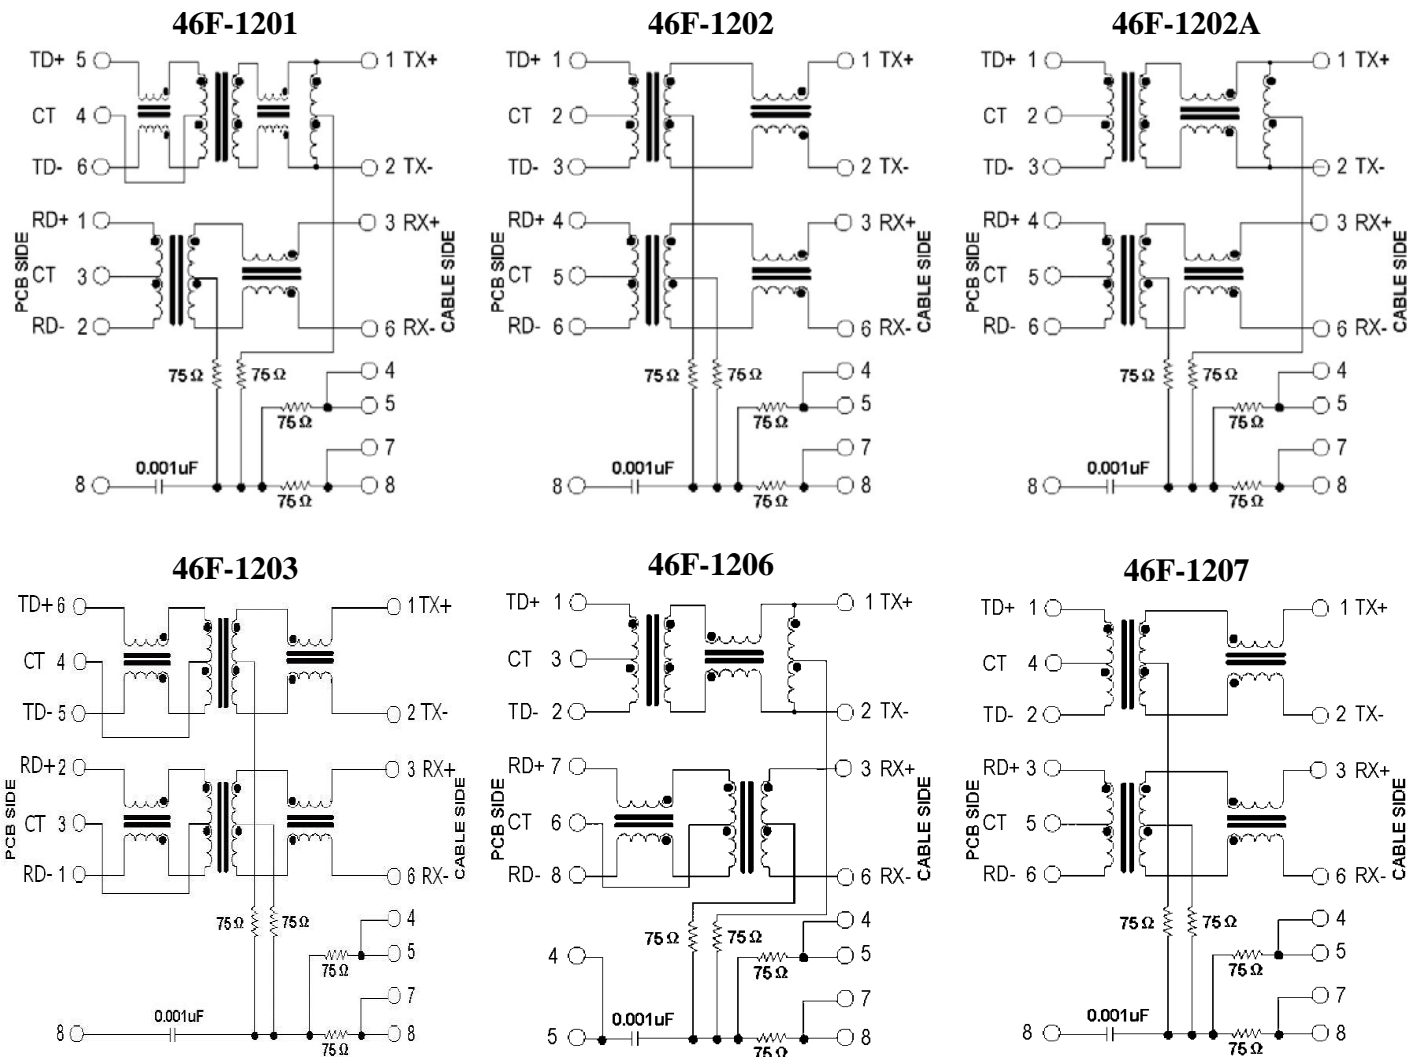 46F-1201
TD+ 5
1 TX+
CT 4
TD- 6
2 TX-
RD+ 1
3 RX+
PCB SIDE
CT 3
CABLE SIDE
RD- 2
6 RX-
75Ω
75Ω
4
5
75Ω
7
0.001uF
8
8
75Ω
46F-1202
TD+ 1
1 TX+
CT 2
TD- 3
2 TX-
RD+ 4
3 RX+
PCB SIDE
CT 5
CABLE SIDE
RD- 6
6 RX-
75Ω
75Ω
4
5
75Ω
7
0.001uF
8
8
75Ω
46F-1202A
TD+ 1
1 TX+
CT 2
TD- 3
2 TX-
RD+ 4
3 RX+
PCB SIDE
CT 5
CABLE SIDE
RD- 6
6 RX-
75Ω
75Ω
4
5
75Ω
7
0.001uF
8
8
75Ω
46F-1203
TD+ 6
1 TX+
CT 4
TD- 5
2 TX-
RD+ 2
3 RX+
PCB SIDE
CT 3
CABLE SIDE
RD- 1
6 RX-
75Ω
75Ω
4
5
75Ω
7
0.001uF
8
8
75Ω
46F-1206
TD+ 1
1 TX+
CT 3
TD- 2
2 TX-
RD+ 7
3 RX+
PCB SIDE
CT 6
CABLE SIDE
RD- 8
6 RX-
75Ω
75Ω
4
4
5
75Ω
7
0.001uF
5
8
75Ω
46F-1207
TD+ 1
1 TX+
CT 4
TD- 2
2 TX-
RD+ 3
3 RX+
PCB SIDE
CT 5
CABLE SIDE
RD- 6
6 RX-
75Ω
75Ω
4
5
75Ω
7
0.001uF
8
8
75Ω